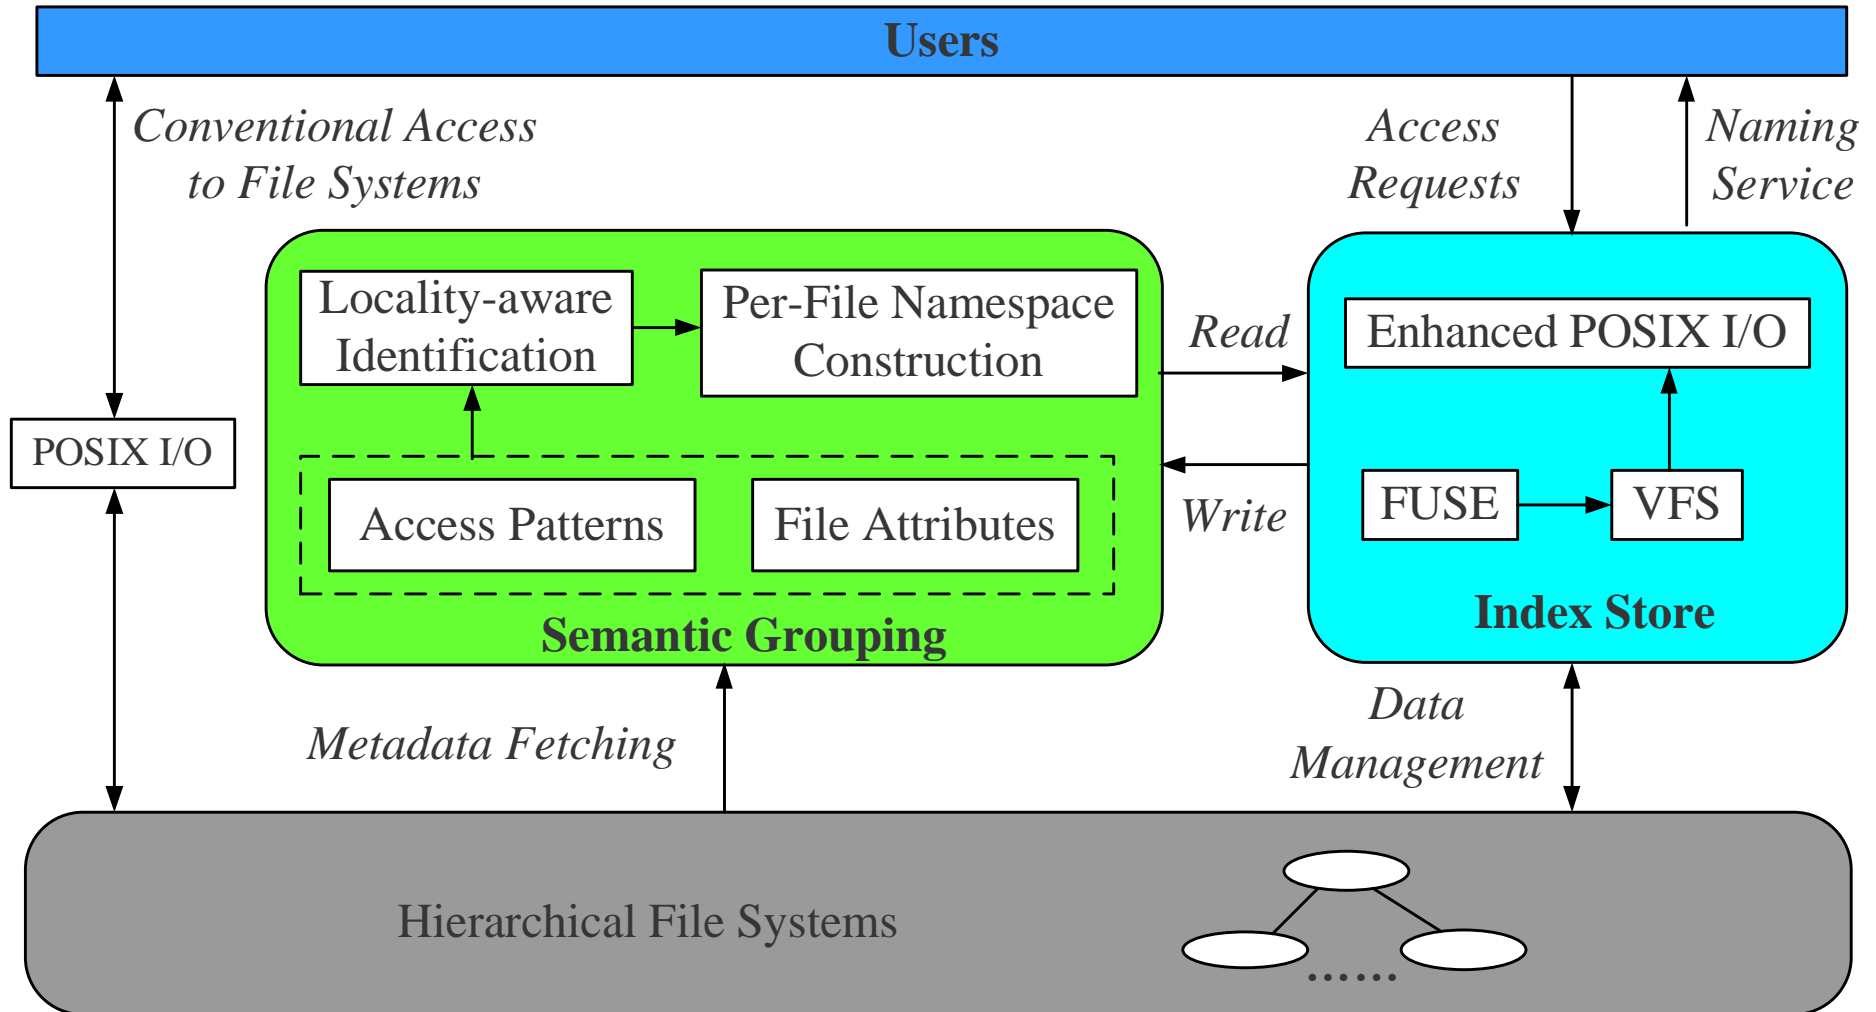 Users
Conventional Access
to File Systems
Access
Requests
Naming
Service
Locality-aware
Identification
Per-File Namespace
Construction
Read
Enhanced POSIX I/O
POSIX I/O
Access Patterns
File Attributes
Write
FUSE
VFS
Semantic Grouping
Index Store
Metadata Fetching
Data
Management
Hierarchical File Systems
……